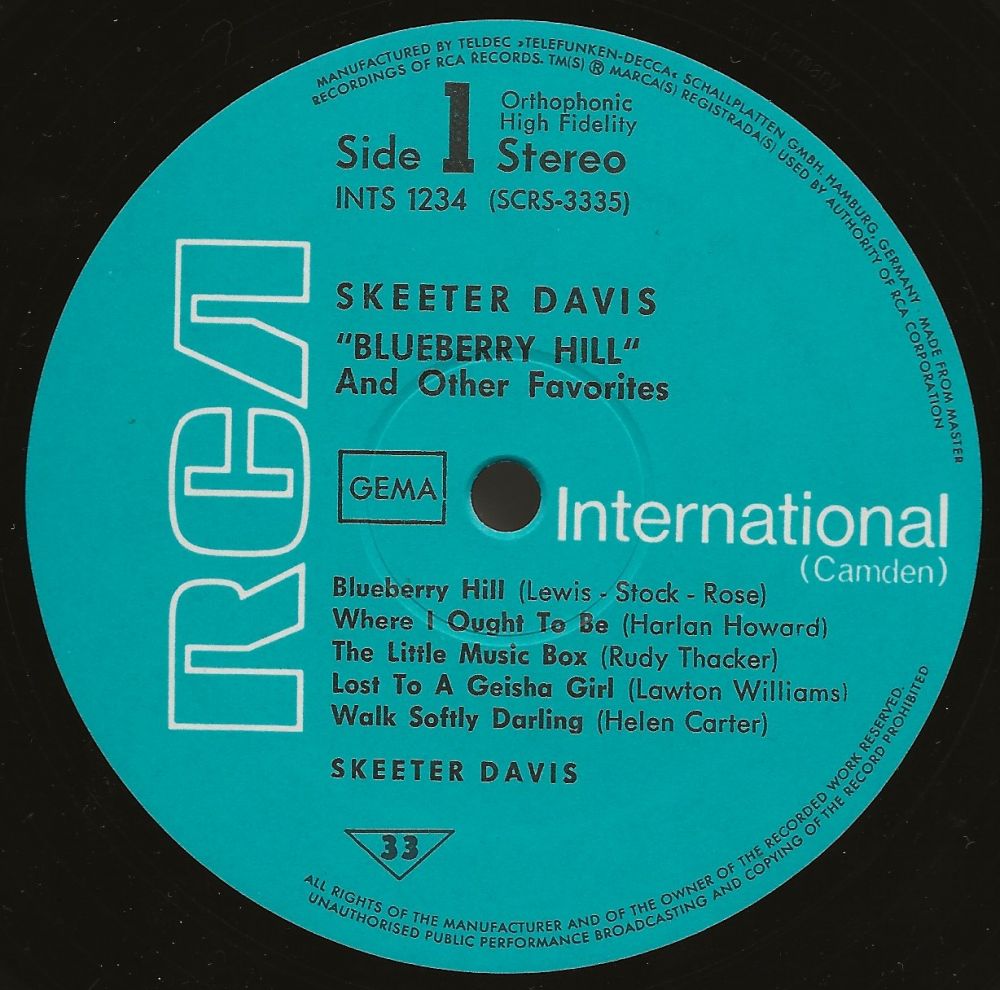 MANUFACTURED BY TELDEC »TELEFUNKEN-DECCA« SCHALLPLATTEN GMBH, HAMBURG, GERMANY · MADE FROM MASTER
RECORDINGS OF RCA RECORDS. TM(S) ® MARCA(S) REGISTRADA(S) USED BY AUTHORITY OF RCA CORPORATION
Side 1
Orthophonic
High Fidelity
Stereo
INTS 1234 (SCRS-3335)
RCA
SKEETER DAVIS
"BLUEBERRY HILL"
And Other Favorites
GEMA
International
(Camden)
Blueberry Hill (Lewis - Stock - Rose)
Where I Ought To Be (Harlan Howard)
The Little Music Box (Rudy Thacker)
Lost To A Geisha Girl (Lawton Williams)
Walk Softly Darling (Helen Carter)
SKEETER DAVIS
33
ALL RIGHTS OF THE MANUFACTURER AND OF THE OWNER OF THE RECORDED WORK RESERVED.
UNAUTHORISED PUBLIC PERFORMANCE BROADCASTING AND COPYING OF THE RECORD PROHIBITED